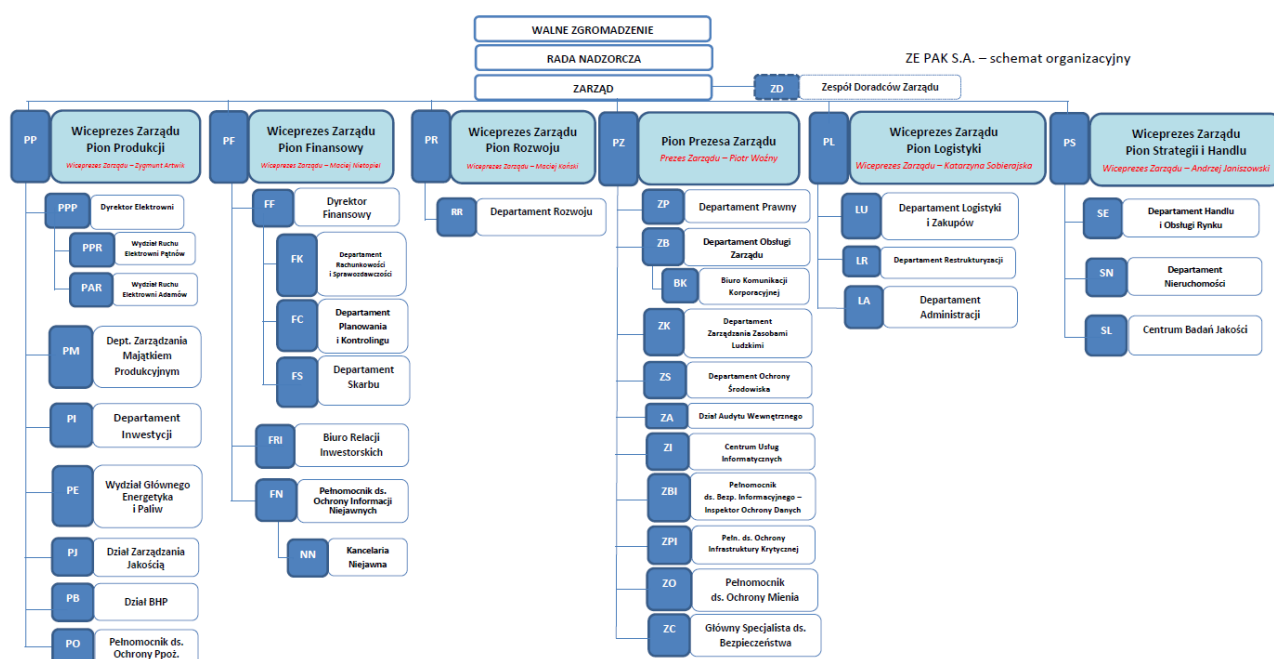 WALNE ZGROMADZENIE
RADA NADZORCZA
ZARZĄD
ZD
Zespół Doradców Zarządu
ZE PAK S.A. – schemat organizacyjny
PP
Wiceprezes Zarządu
Pion Produkcji
Wiceprezes Zarządu – Zygmunt Artwik
PPP
Dyrektor Elektrowni
PPR
Wydział Ruchu
Elektrowni Pątnów
PAR
Wydział Ruchu
Elektrowni Adamów
PM
Dept. Zarządzania
Majątkiem
Produkcyjnym
PI
Departament
Inwestycji
PE
Wydział Głównego
Energetyka
i Paliw
PJ
Dział Zarządzania
Jakością
PB
Dział BHP
PO
Pełnomocnik ds.
Ochrony Ppoż.
PF
Wiceprezes Zarządu
Pion Finansowy
Wiceprezes Zarządu – Maciej Nietopiel
FF
Dyrektor
Finansowy
FK
Departament
Rachunkowości
i Sprawozdawczości
FC
Departament
Planowania
i Kontrolingu
FS
Departament
Skarbu
FRI
Biuro Relacji
Inwestorskich
FN
Pełnomocnik ds.
Ochrony Informacji
Niejawnych
NN
Kancelaria
Niejawna
PR
Wiceprezes Zarządu
Pion Rozwoju
Wiceprezes Zarządu – Maciej Koński
RR
Departament Rozwoju
PZ
Pion Prezesa Zarządu
Prezes Zarządu – Piotr Woźny
ZP
Departament Prawny
ZB
Departament Obsługi
Zarządu
BK
Biuro Komunikacji
Korporacyjnej
ZK
Departament
Zarządzania Zasobami
Ludzkimi
ZS
Departament Ochrony
Środowiska
ZA
Dział Audytu Wewnętrznego
ZI
Centrum Usług
Informatycznych
ZBI
Pełnomocnik
ds. Bezp. Informacyjnego –
Inspektor Ochrony Danych
ZPI
Pełn. ds. Ochrony
Infrastruktury Krytycznej
ZO
Pełnomocnik
ds. Ochrony Mienia
ZC
Główny Specjalista ds.
Bezpieczeństwa
PL
Wiceprezes Zarządu
Pion Logistyki
Wiceprezes Zarządu – Katarzyna Sobierajska
LU
Departament Logistyki
i Zakupów
LR
Departament Restrukturyzacji
LA
Departament
Administracji
PS
Wiceprezes Zarządu
Pion Strategii i Handlu
Wiceprezes Zarządu – Andrzej Janiszowski
SE
Departament Handlu
i Obsługi Rynku
SN
Departament
Nieruchomości
SL
Centrum Badań Jakości